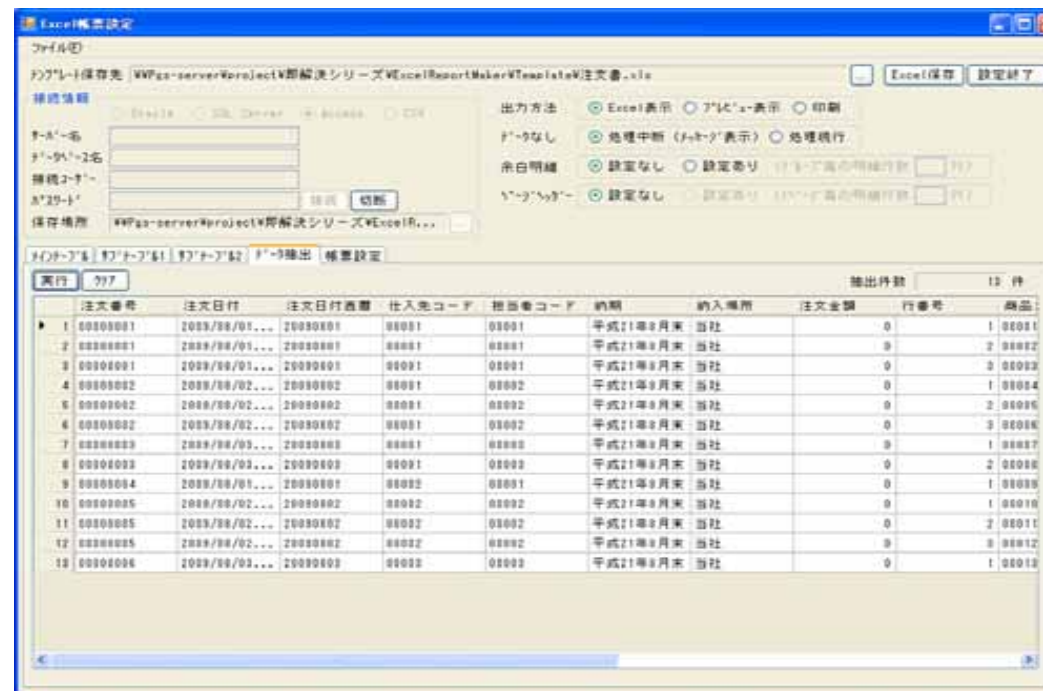 Excel帳票設定
ファイル(F)
ﾃﾝﾌﾟﾚｰﾄ保存先 ¥¥Pgs-server¥project¥即解決シリーズ¥ExcelReportMaker¥Template¥注文書.xls ... Excel保存 設定終了
接続情報
Oracle SQL Server Access CSV
出力方法 Excel表示 ﾌﾟﾚﾋﾞｭｰ表示 印刷
ｻｰﾊﾞｰ名
ﾃﾞｰﾀなし 処理中断 (ﾒｯｾｰｼﾞ表示) 処理続行
ﾃﾞｰﾀﾍﾞｰｽ名
余白明細 設定なし 設定あり
接続ﾕｰｻﾞｰ
ﾊﾟｽﾜｰﾄﾞ 接続 切断
ﾍﾟｰｼﾞﾍｯﾀﾞｰ 設定なし 設定あり
保存場所 ¥¥Pgs-server¥project¥即解決シリーズ¥ExcelR... ...
ﾒｲﾝﾃｰﾌﾞﾙ ｻﾌﾞﾃｰﾌﾞﾙ1 ｻﾌﾞﾃｰﾌﾞﾙ2 ﾃﾞｰﾀ抽出 帳票設定
実行 ｸﾘｱ 抽出件数 13 件
注文番号 注文日付 注文日付西暦 仕入先コード 担当者コード 納期 納入場所 注文金額 行番号 商品
1 00000001 2009/08/01... 20090801 00001 00001 平成21年8月末 当社 0 1 00001
2 00000001 2009/08/01... 20090801 00001 00001 平成21年8月末 当社 0 2 00002
3 00000001 2009/08/01... 20090801 00001 00001 平成21年8月末 当社 0 3 00003
4 00000002 2009/08/02... 20090802 00001 00002 平成21年8月末 当社 0 1 00004
5 00000002 2009/08/02... 20090802 00001 00002 平成21年8月末 当社 0 2 00005
6 00000002 2009/08/02... 20090802 00001 00002 平成21年8月末 当社 0 3 00006
7 00000003 2009/08/03... 20090803 00001 00003 平成21年8月末 当社 0 1 00007
8 00000003 2009/08/03... 20090803 00001 00003 平成21年8月末 当社 0 2 00008
9 00000004 2009/08/01... 20090801 00002 00001 平成21年8月末 当社 0 1 00009
10 00000005 2009/08/02... 20090802 00002 00002 平成21年8月末 当社 0 1 00010
11 00000005 2009/08/02... 20090802 00002 00002 平成21年8月末 当社 0 2 00011
12 00000005 2009/08/02... 20090802 00002 00002 平成21年8月末 当社 0 3 00012
13 00000006 2009/08/03... 20090803 00003 00003 平成21年8月末 当社 0 1 00013